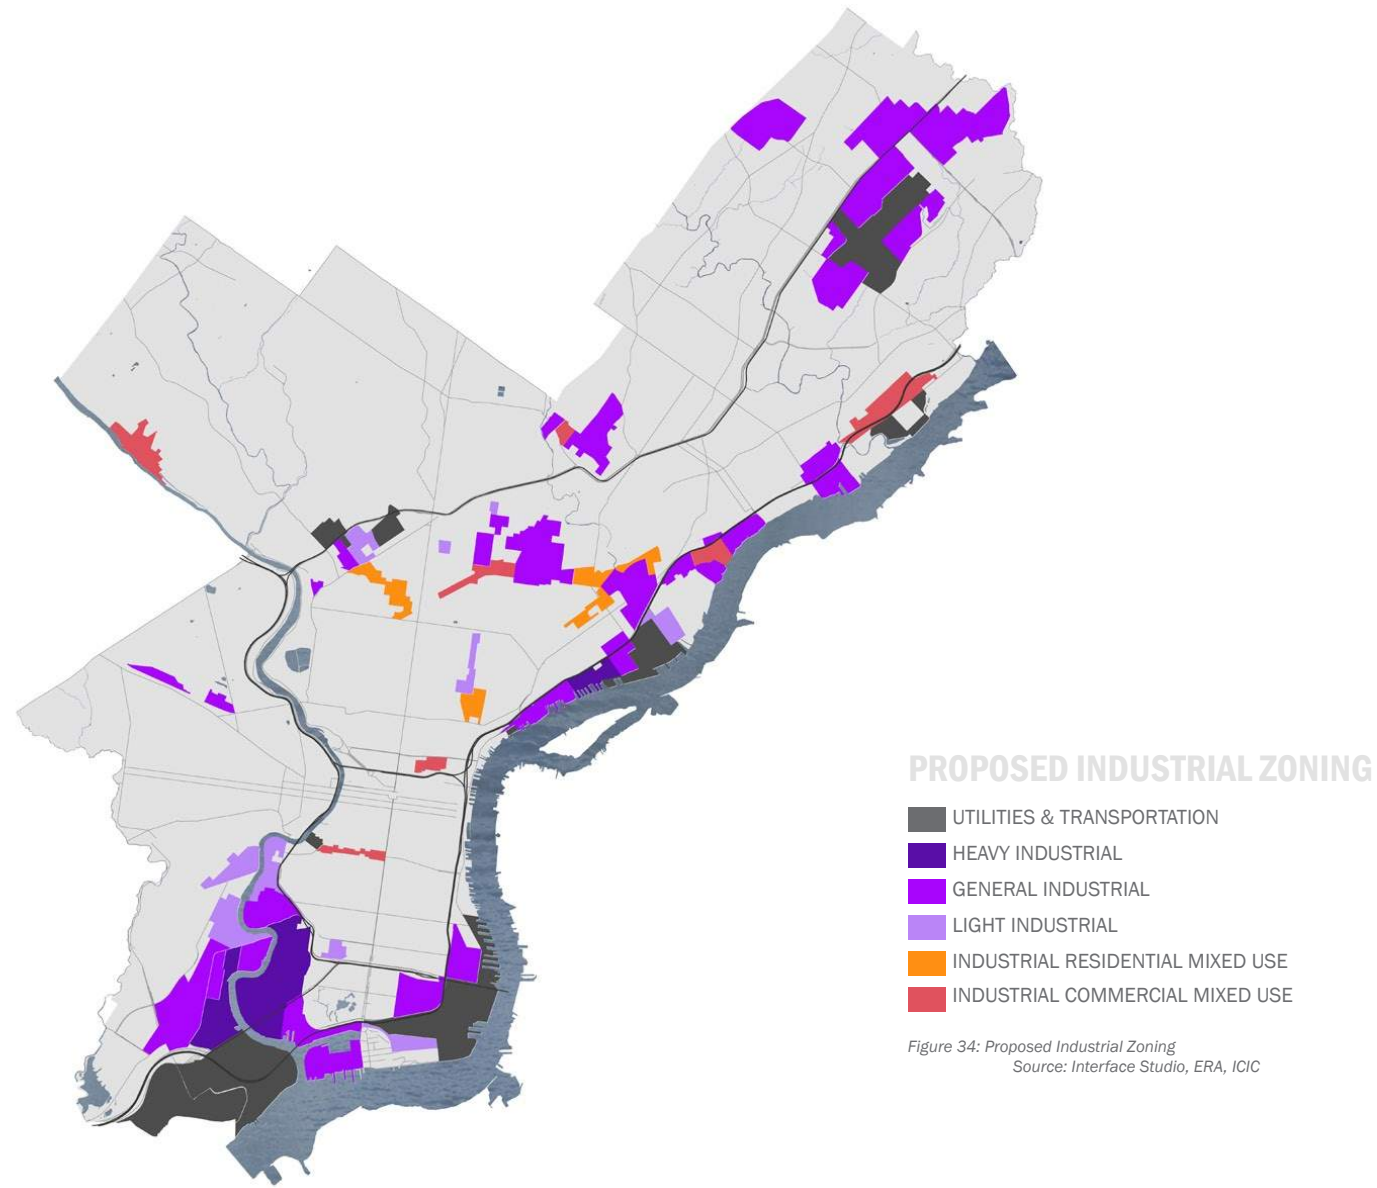 PROPOSED INDUSTRIAL ZONING
UTILITIES & TRANSPORTATION
HEAVY INDUSTRIAL
GENERAL INDUSTRIAL
LIGHT INDUSTRIAL
INDUSTRIAL RESIDENTIAL MIXED USE
INDUSTRIAL COMMERCIAL MIXED USE
Figure 34: Proposed Industrial Zoning
Source: Interface Studio, ERA, ICIC